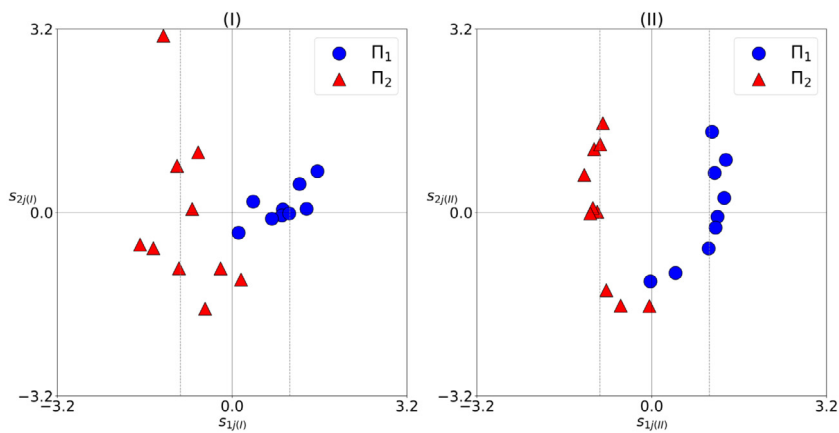 (I)
3.2
Π1
Π2
s2j(I)
0.0
−3.2
−3.2
0.0
3.2
s1j(I)
(II)
3.2
Π1
Π2
s2j(II)
0.0
−3.2
−3.2
0.0
3.2
s1j(II)